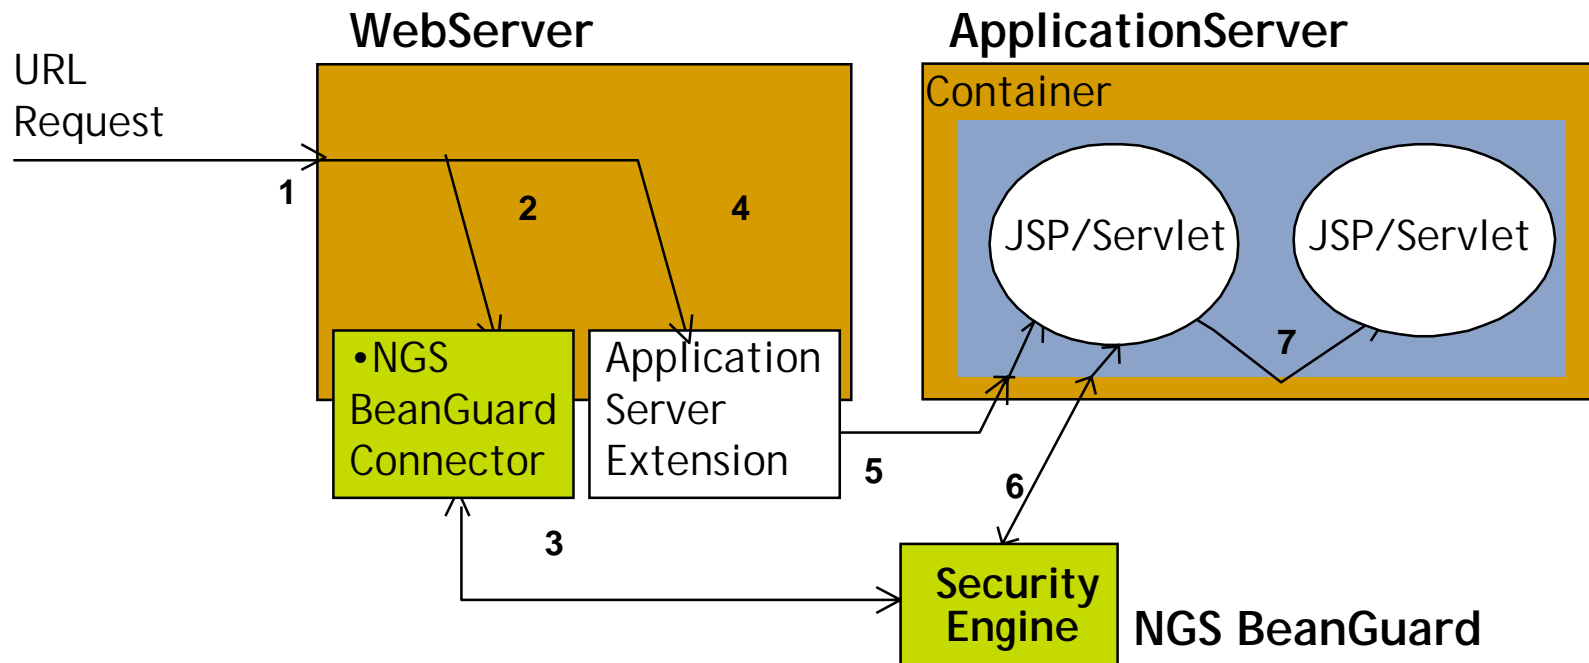 WebServer
ApplicationServer
URL
Request
Container
1
2
4
JSP/Servlet
JSP/Servlet
•NGS
BeanGuard
Connector
Application
Server
Extension
7
5
6
3
Security
Engine
NGS BeanGuard